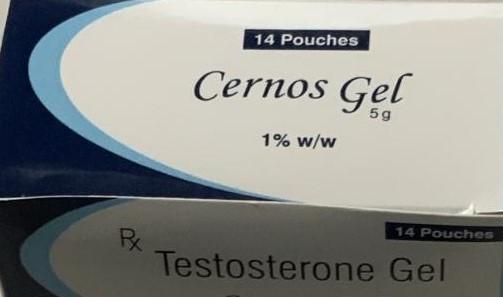 14 Pouches
Cernos Gel
5g
1% w/w
14 Pouches
Rx Testosterone Gel